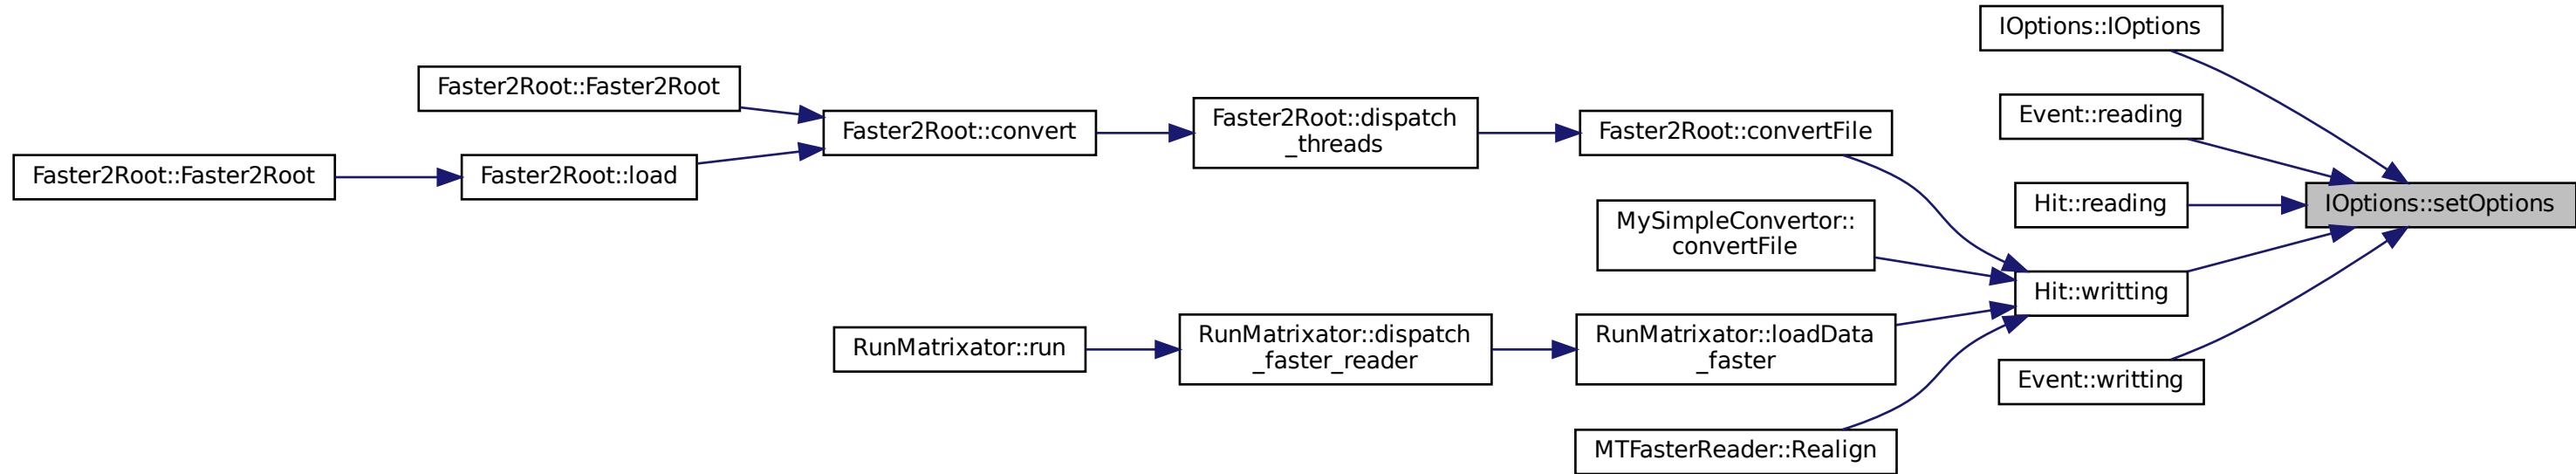 IOptions::IOptions
Faster2Root::Faster2Root
Event::reading
Faster2Root::convert
Faster2Root::dispatch
_threads
Faster2Root::convertFile
Faster2Root::Faster2Root
Faster2Root::load
Hit::reading
IOptions::setOptions
MySimpleConvertor::
convertFile
Hit::writting
RunMatrixator::run
RunMatrixator::dispatch
_faster_reader
RunMatrixator::loadData
_faster
Event::writting
MTFasterReader::Realign